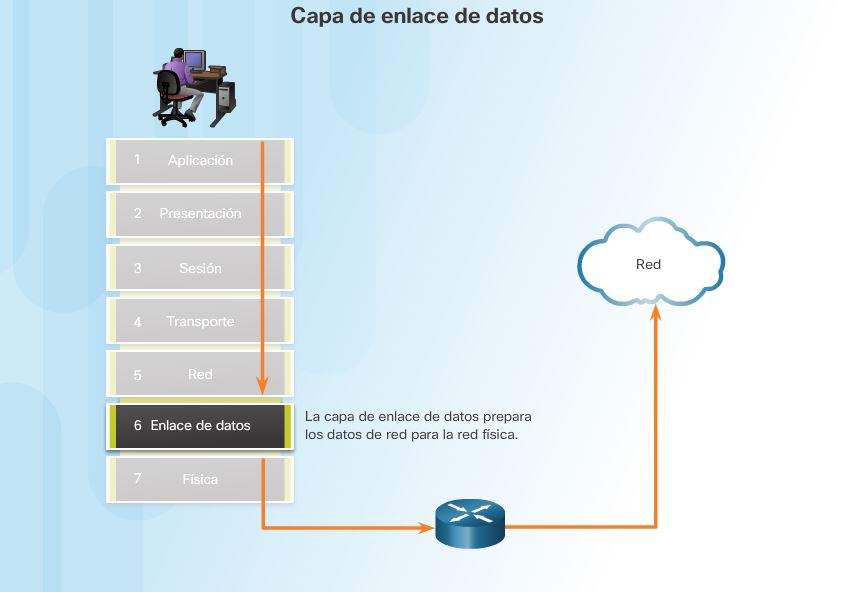 Capa de enlace de datos
1 Aplicación
2 Presentación
3 Sesión
4 Transporte
5 Red
6 Enlace de datos
7 Física
La capa de enlace de datos prepara
los datos de red para la red física.
Red